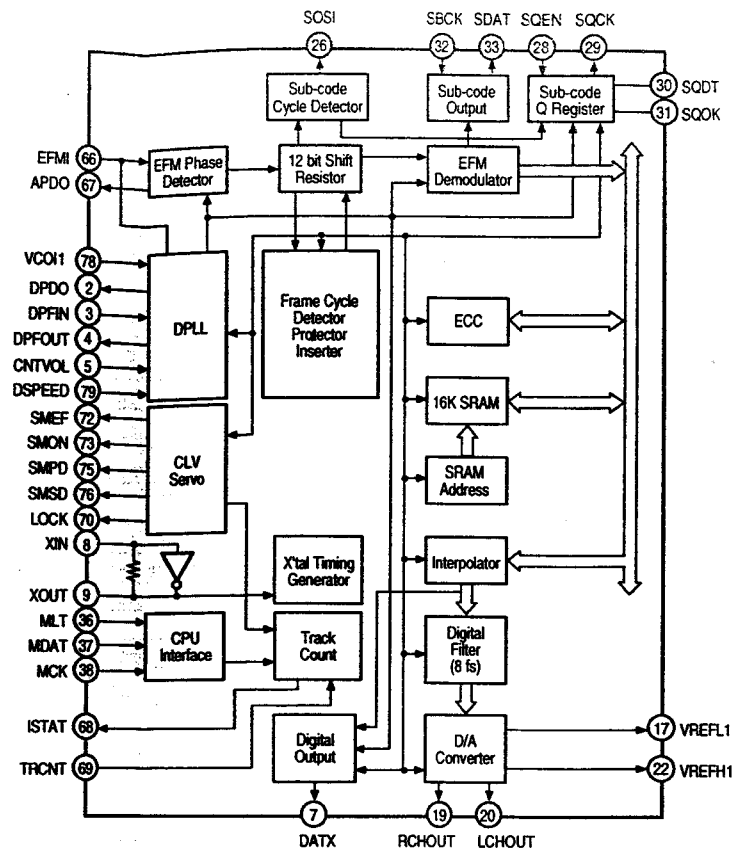 SOSI
SBCK
SDAT
SQEN
SQCK
26
32
33
28
29
Sub-code
Cycle Detector
Sub-code
Output
Sub-code
Q Register
30
SQDT
31
SQOK
EFMI
66
APDO
67
EFM Phase
Detector
12 bit Shift
Resistor
EFM
Demodulator
VCOI1
78
DPDO
2
DPFIN
3
DPFOUT
4
CNTVOL
5
DSPEED
79
DPLL
Frame Cycle
Detector
Protector
Inserter
ECC
16K SRAM
SRAM
Address
SMEF
72
SMON
73
SMPD
75
SMSD
76
LOCK
70
CLV
Servo
XIN
8
XOUT
9
X'tal Timing
Generator
Interpolator
MLT
36
MDAT
37
MCK
38
CPU
Interface
Track
Count
Digital
Filter
(8 fs)
ISTAT
68
TRCNT
69
Digital
Output
D/A
Converter
17
VREFL1
22
VREFH1
7
19
20
DATX
RCHOUT
LCHOUT